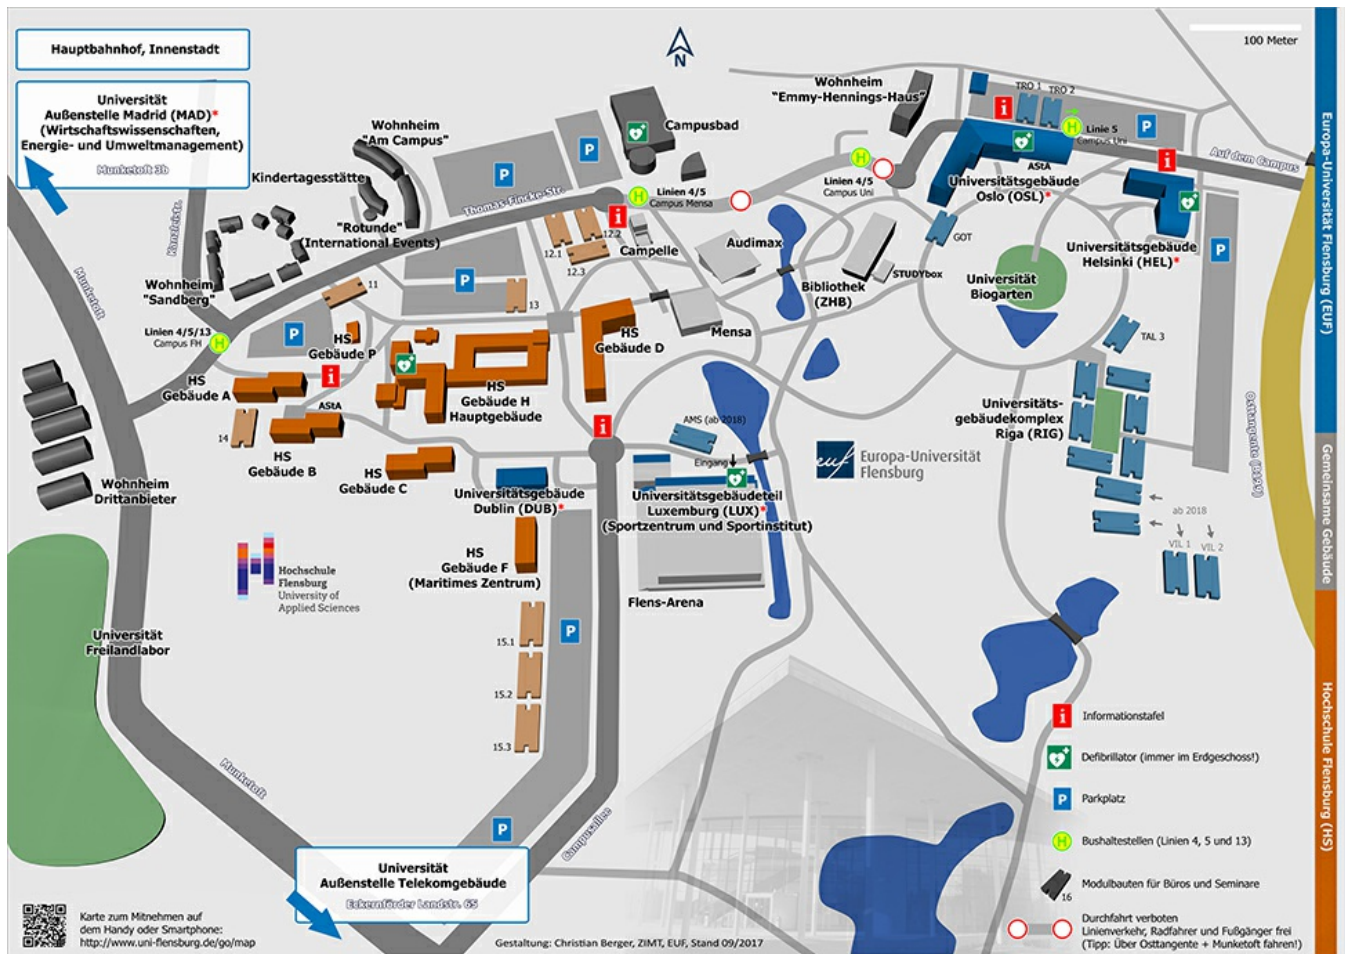 Hauptbahnhof, Innenstadt
Universität
Außenstelle Madrid (MAD)*
(Wirtschaftswissenschaften,
Energie- und Umweltmanagement)
Munketoft 3b
N
100 Meter
Wohnheim
"Emmy-Hennings-Haus"
TRO 1
TRO 2
Linie 5
Campus Uni
Auf dem Campus
AStA
Universitätsgebäude
Oslo (OSL)*
Universitätsgebäude
Helsinki (HEL)*
Linien 4/5
Campus Uni
GOT
Universität
Biogarten
Wohnheim
"Am Campus"
Campusbad
Kindertagesstätte
Thomas-Fincke-Str.
Linien 4/5
Campus Mensa
"Rotunde"
(International Events)
12.1
12.2
12.3
Campelle
Audimax
Bibliothek
(ZHB)
STUDYbox
Kanzleistr.
Munketoft
Wohnheim
"Sandberg"
11
13
Linien 4/5/13
Campus FH
HS
Gebäude P
HS
Gebäude D
Mensa
TAL 3
HS
Gebäude A
AStA
14
HS
Gebäude H
Hauptgebäude
HS
Gebäude B
HS
Gebäude C
AMS (ab 2018)
Eingang
euf
Europa-Universität
Flensburg
Universitäts-
gebäudekomplex
Riga (RIG)
ab 2018
VIL 1
VIL 2
Wohnheim
Drittanbieter
Universitätsgebäude
Dublin (DUB)*
Universitätsgebäudeteil
Luxemburg (LUX)*
(Sportzentrum und Sportinstitut)
Flens-Arena
HS
Gebäude F
(Maritimes Zentrum)
Hochschule
Flensburg
University of
Applied Sciences
Universität
Freilandlabor
15.1
15.2
15.3
Munketoft
Campusallee
Universität
Außenstelle Telekomgebäude
Eckernförder Landstr. 65
Karte zum Mitnehmen auf
dem Handy oder Smartphone:
http://www.uni-flensburg.de/go/map
Gestaltung: Christian Berger, ZiMT, EUF, Stand 09/2017
i Informationstafel
Defibrillator (immer im Erdgeschoss!)
P Parkplatz
H Bushaltestellen (Linien 4, 5 und 13)
16 Modulbauten für Büros und Seminare
Durchfahrt verboten
Linienverkehr, Radfahrer und Fußgänger frei
(Tipp: Über Osttangente + Munketoft fahren!)
Europa-Universität Flensburg (EUF)
Gemeinsame Gebäude
Hochschule Flensburg (HS)